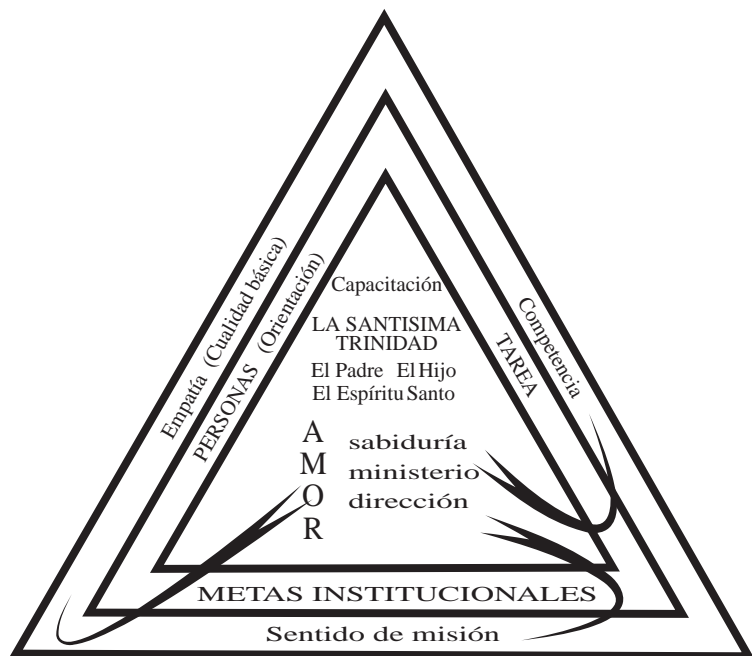 Empatía (Cualidad básica)
PERSONAS (Orientación)
Capacitación
LA SANTISIMA
TRINIDAD
El Padre El Hijo
El Espíritu Santo
A
M
O
R
sabiduría
ministerio
dirección
Competencia
TAREA
METAS INSTITUCIONALES
Sentido de misión